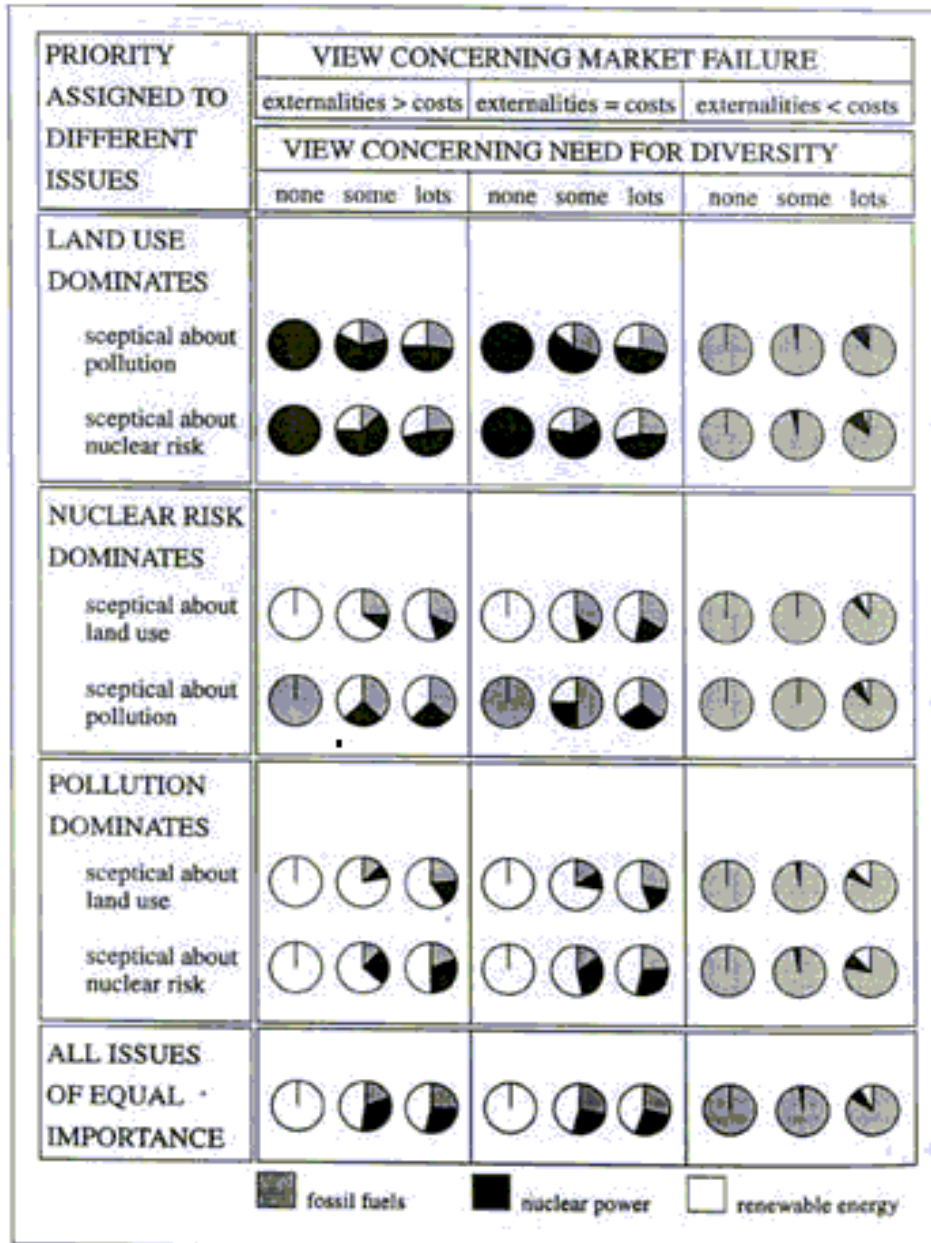 PRIORITY
ASSIGNED TO
DIFFERENT
ISSUES
VIEW CONCERNING MARKET FAILURE
externalities > costs externalities = costs externalities < costs
VIEW CONCERNING NEED FOR DIVERSITY
none some lots none some lots none some lots
LAND USE
DOMINATES
sceptical about
pollution
sceptical about
nuclear risk
NUCLEAR RISK
DOMINATES
sceptical about
land use
sceptical about
pollution
POLLUTION
DOMINATES
sceptical about
land use
sceptical about
nuclear risk
ALL ISSUES
OF EQUAL
IMPORTANCE
fossil fuels nuclear power renewable energy